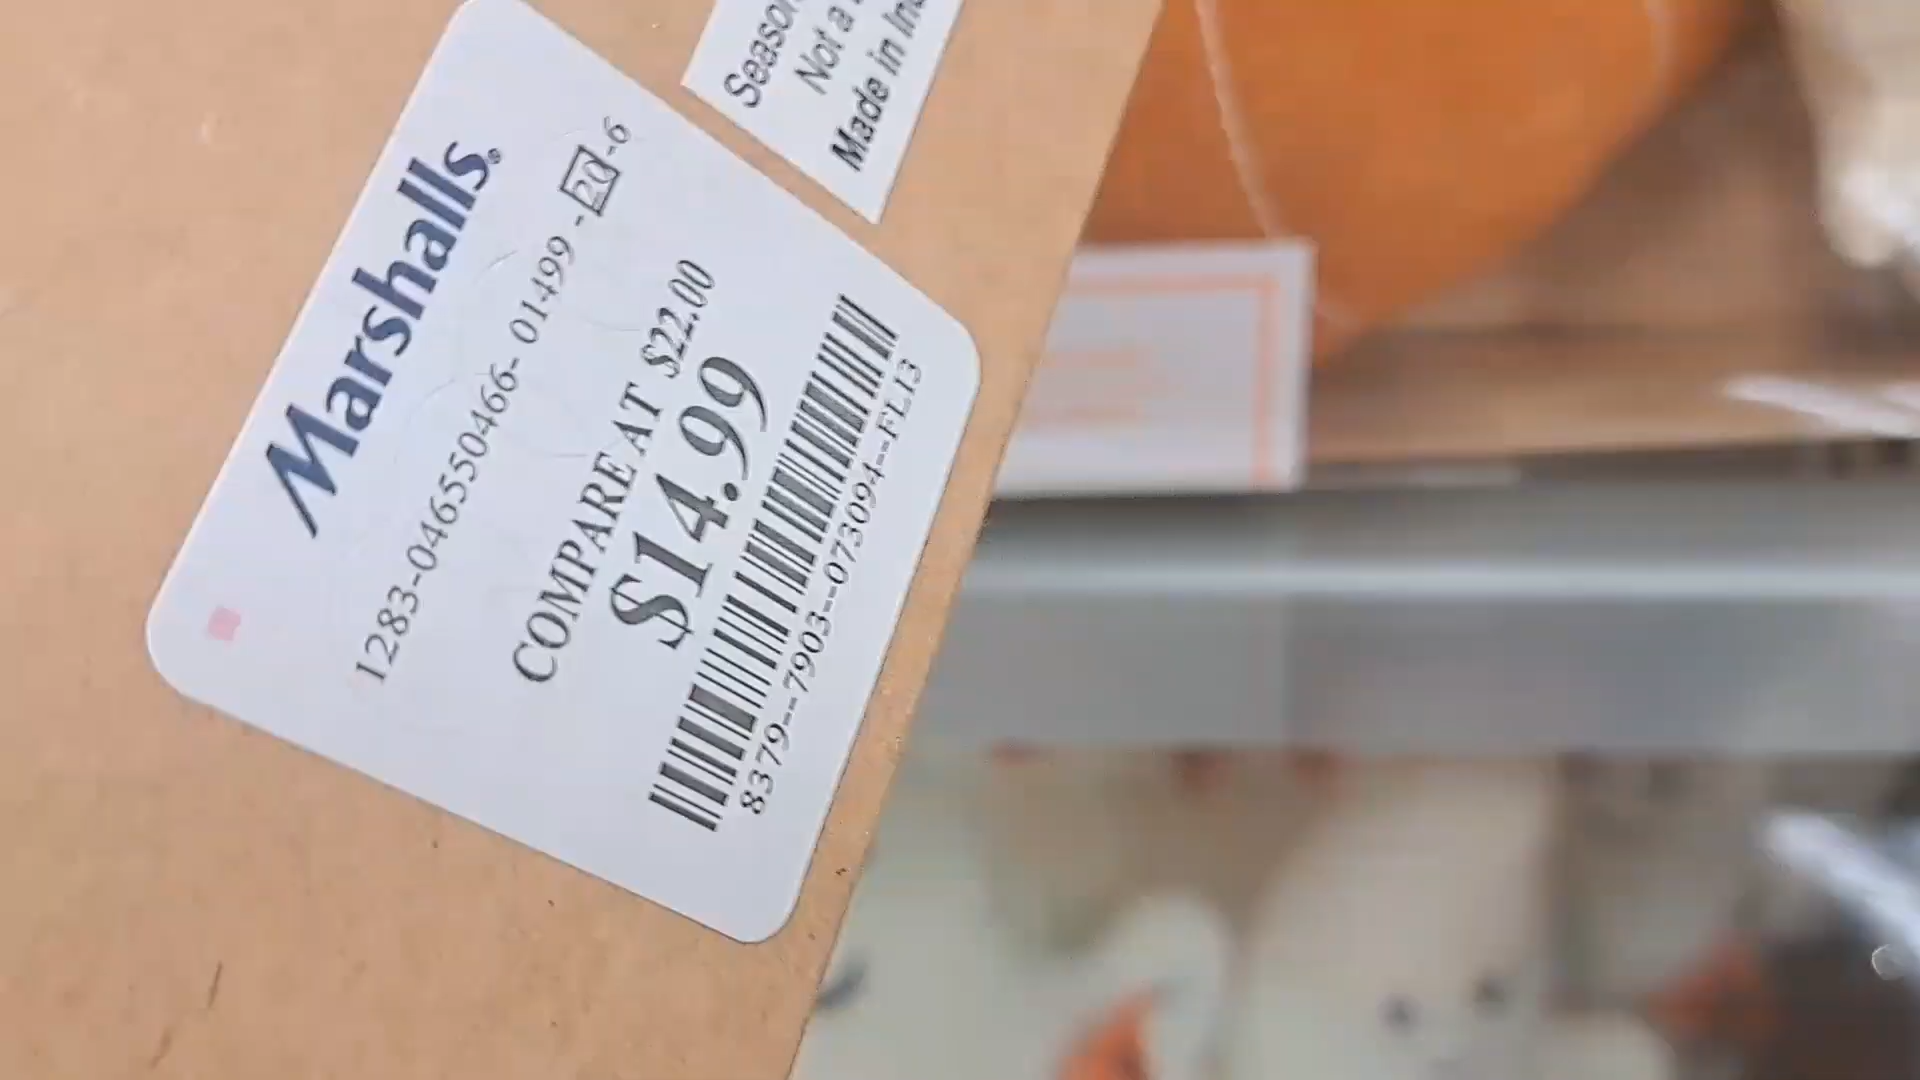 Marshalls®
1283-046550466- 01499 -20-6
COMPARE AT $22.00
$14.99
8379--7903--073094--FL13
Not a
Made in